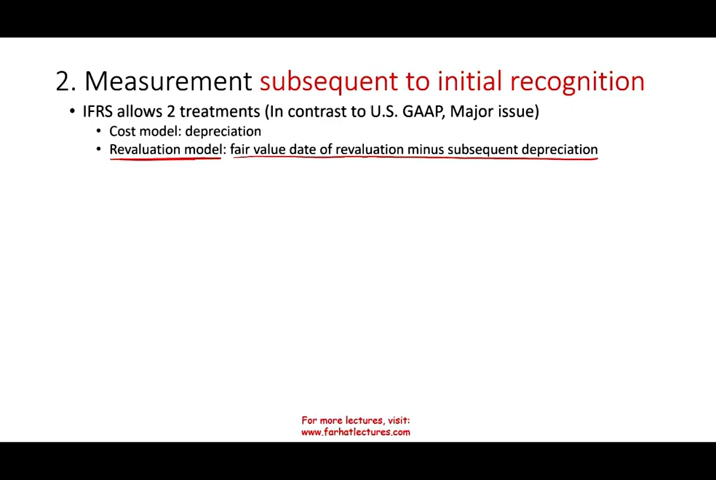 2. Measurement subsequent to initial recognition
• IFRS allows 2 treatments (In contrast to U.S. GAAP, Major issue)
• Cost model: depreciation
• Revaluation model: fair value date of revaluation minus subsequent depreciation
For more lectures, visit:
www.farhatlectures.com